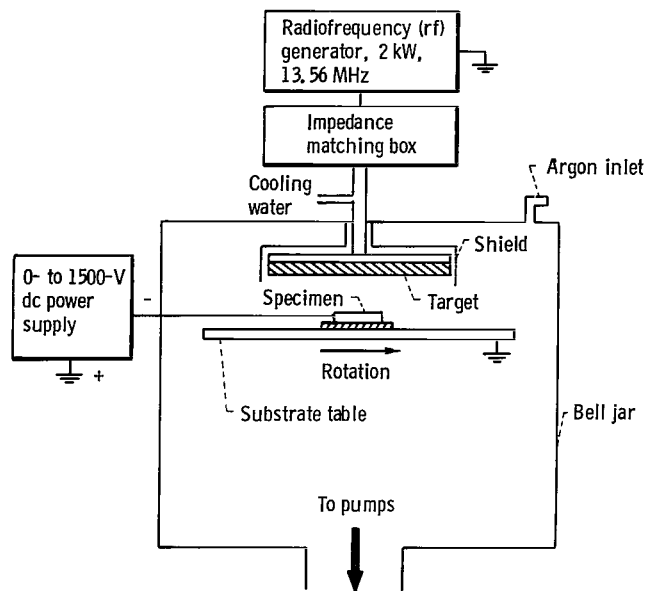 Radiofrequency (rf)
generator, 2 kW,
13.56 MHz
Impedance
matching box
Argon inlet
Cooling
water
Shield
0- to 1500-V
dc power
supply
-
+
Specimen
Target
Rotation
Substrate table
Bell jar
To pumps